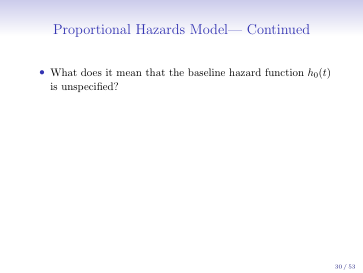 Proportional Hazards Model— Continued
• What does it mean that the baseline hazard function h₀(t)
is unspecified?
30 / 53